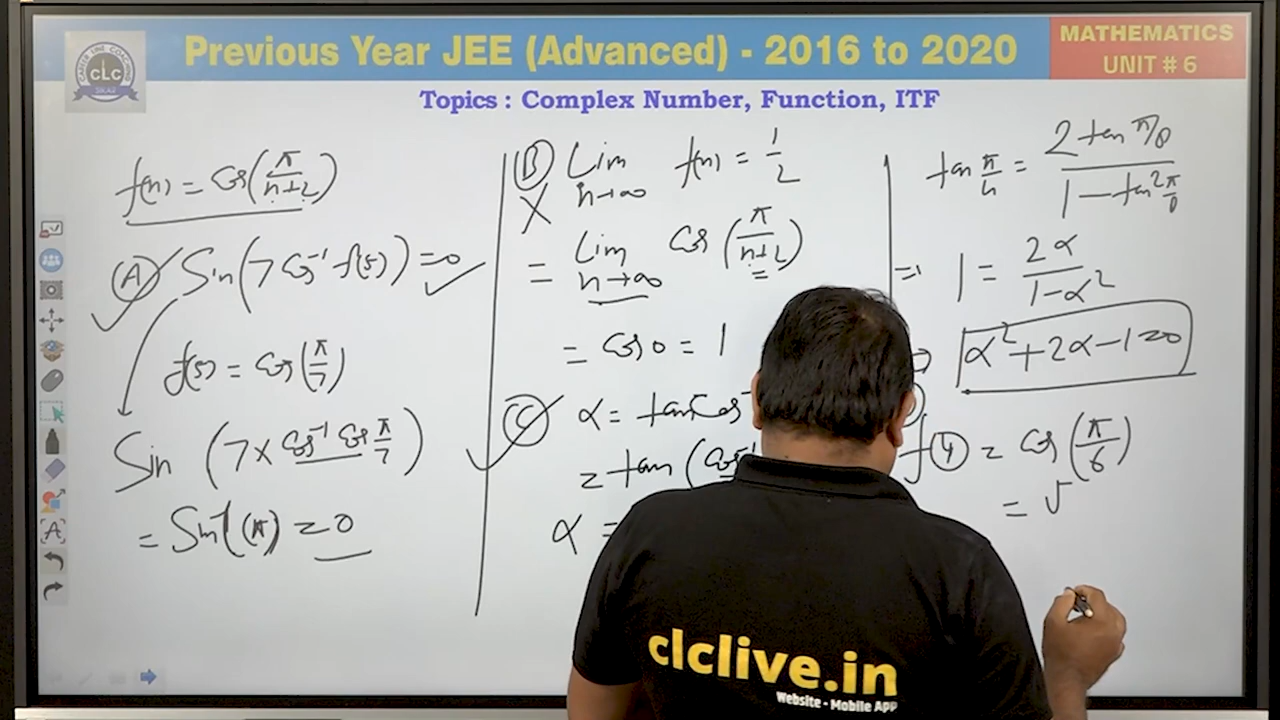 Previous Year JEE (Advanced) - 2016 to 2020
MATHEMATICS
UNIT # 6
CLC
SIKAR
Topics : Complex Number, Function, ITF
f(n) = Cos(π/n+2)
(A) Sin(7 Cos⁻¹ f(5)) = 0
f(5) = Cos(π/7)
Sin (7 × Cos⁻¹ Cos π/7)
= Sin (π) = 0
(B) Lim n→∞ f(n) = 1/2
= Lim n→∞ Cos (π/n+2)
= Cos 0 = 1
(C) α = tan Cos⁻¹
= tan (Cos⁻¹
α =
tan π/4 = 2 tan π/8 / 1 − tan² π/8
⇒ 1 = 2α / 1−α²
α² + 2α − 1 = 0
f(4) = Cos (π/6)
= √
clclive.in
Website - Mobile App